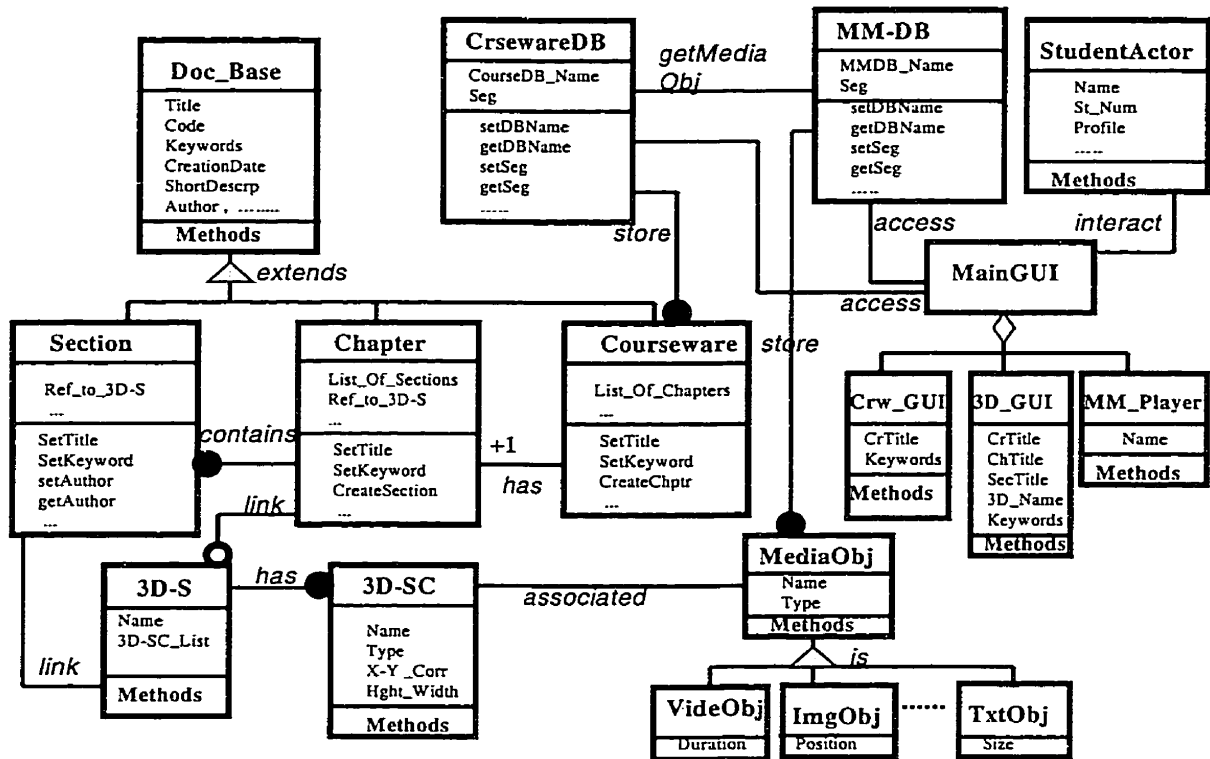 Doc_Base
Title
Code
Keywords
CreationDate
ShortDescrp
Author , ........
Methods
CrsewareDB
CourseDB_Name
Seg
setDBName
getDBName
setSeg
getSeg
.....
getMedia
Obj
MM-DB
MMDB_Name
Seg
setDBName
getDBName
setSeg
getSeg
.....
StudentActor
Name
St_Num
Profile
.....
Methods
extends
store
access
interact
MainGUI
access
store
Section
Ref_to_3D-S
...
SetTitle
SetKeyword
setAuthor
getAuthor
...
contains
Chapter
List_Of_Sections
Ref_to_3D-S
...
SetTitle
SetKeyword
CreateSection
...
+1
has
Courseware
List_Of_Chapters
...
SetTitle
SetKeyword
CreateChptr
...
Crw_GUI
CrTitle
Keywords
Methods
3D_GUI
CrTitle
ChTitle
SecTitle
3D_Name
Keywords
Methods
MM_Player
Name
Methods
link
link
3D-S
Name
3D-SC_List
Methods
has
3D-SC
Name
Type
X-Y_Corr
Hght_Width
Methods
associated
MediaObj
Name
Type
Methods
is
VideObj
Duration
ImgObj
Position
......
TxtObj
Size